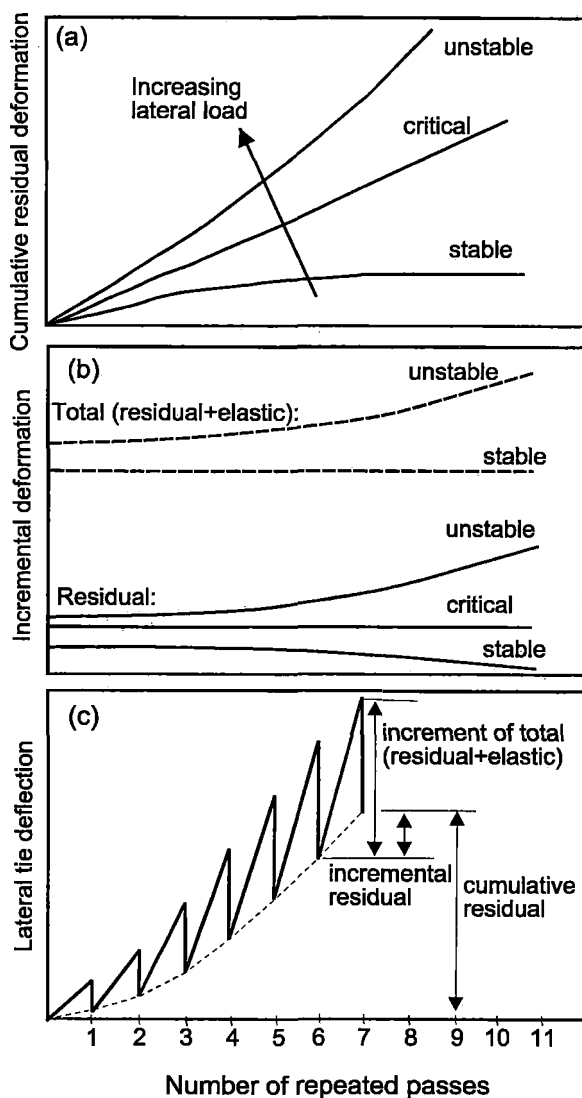 Cumulative residual deformation
(a)
unstable
Increasing
lateral load
critical
stable
Incremental deformation
(b)
unstable
Total (residual+elastic):
stable
unstable
Residual:
critical
stable
Lateral tie deflection
(c)
increment of total
(residual+elastic)
incremental
residual
cumulative
residual
1 2 3 4 5 6 7 8 9 10 11
Number of repeated passes